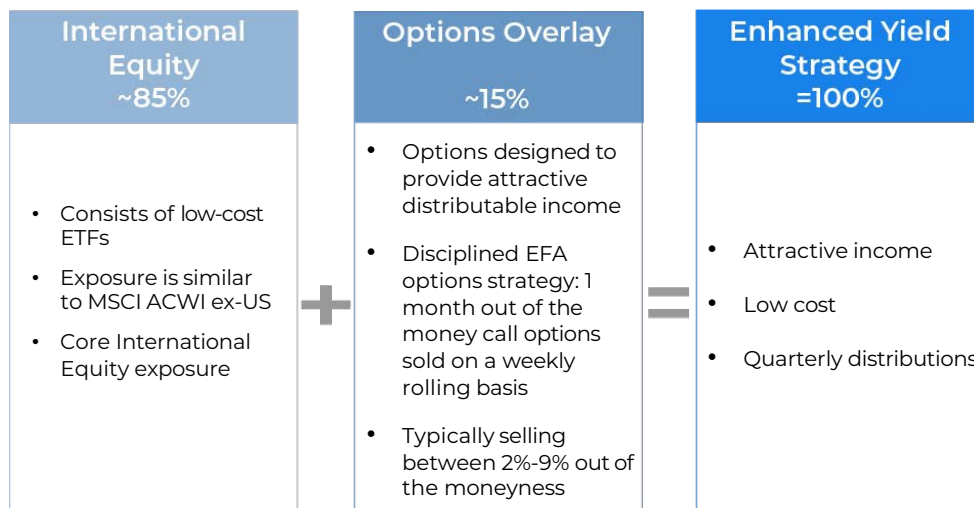 International
Equity
~85%
• Consists of low-cost
ETFs
• Exposure is similar
to MSCI ACWI ex-US
• Core International
Equity exposure
+
Options Overlay
~15%
• Options designed to
provide attractive
distributable income
• Disciplined EFA
options strategy: 1
month out of the
money call options
sold on a weekly
rolling basis
• Typically selling
between 2%-9% out of
the moneyness
=
Enhanced Yield
Strategy
=100%
• Attractive income
• Low cost
• Quarterly distributions